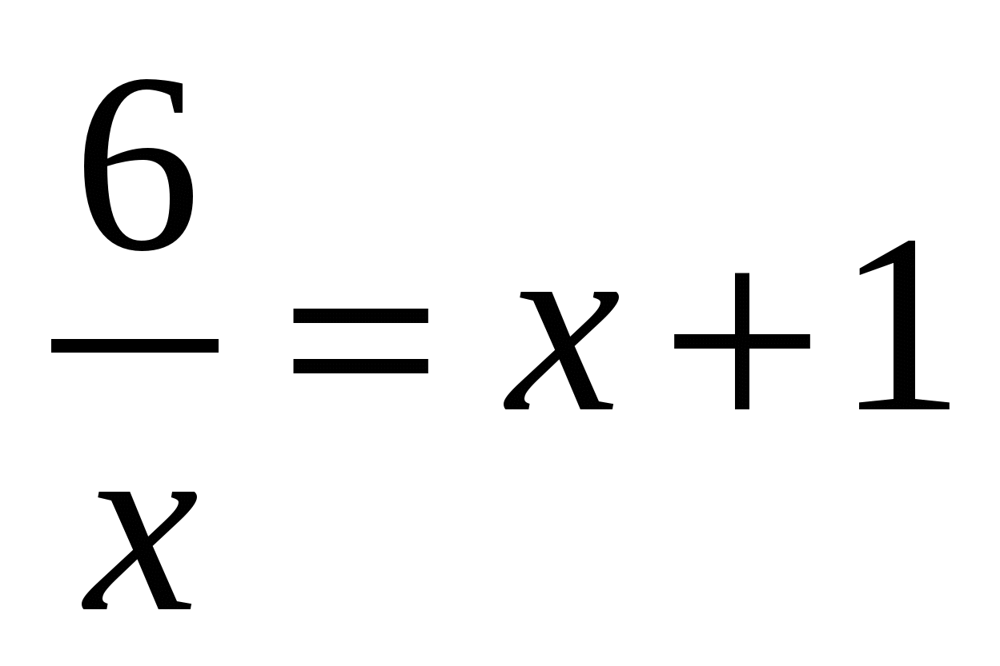 6/x = x + 1